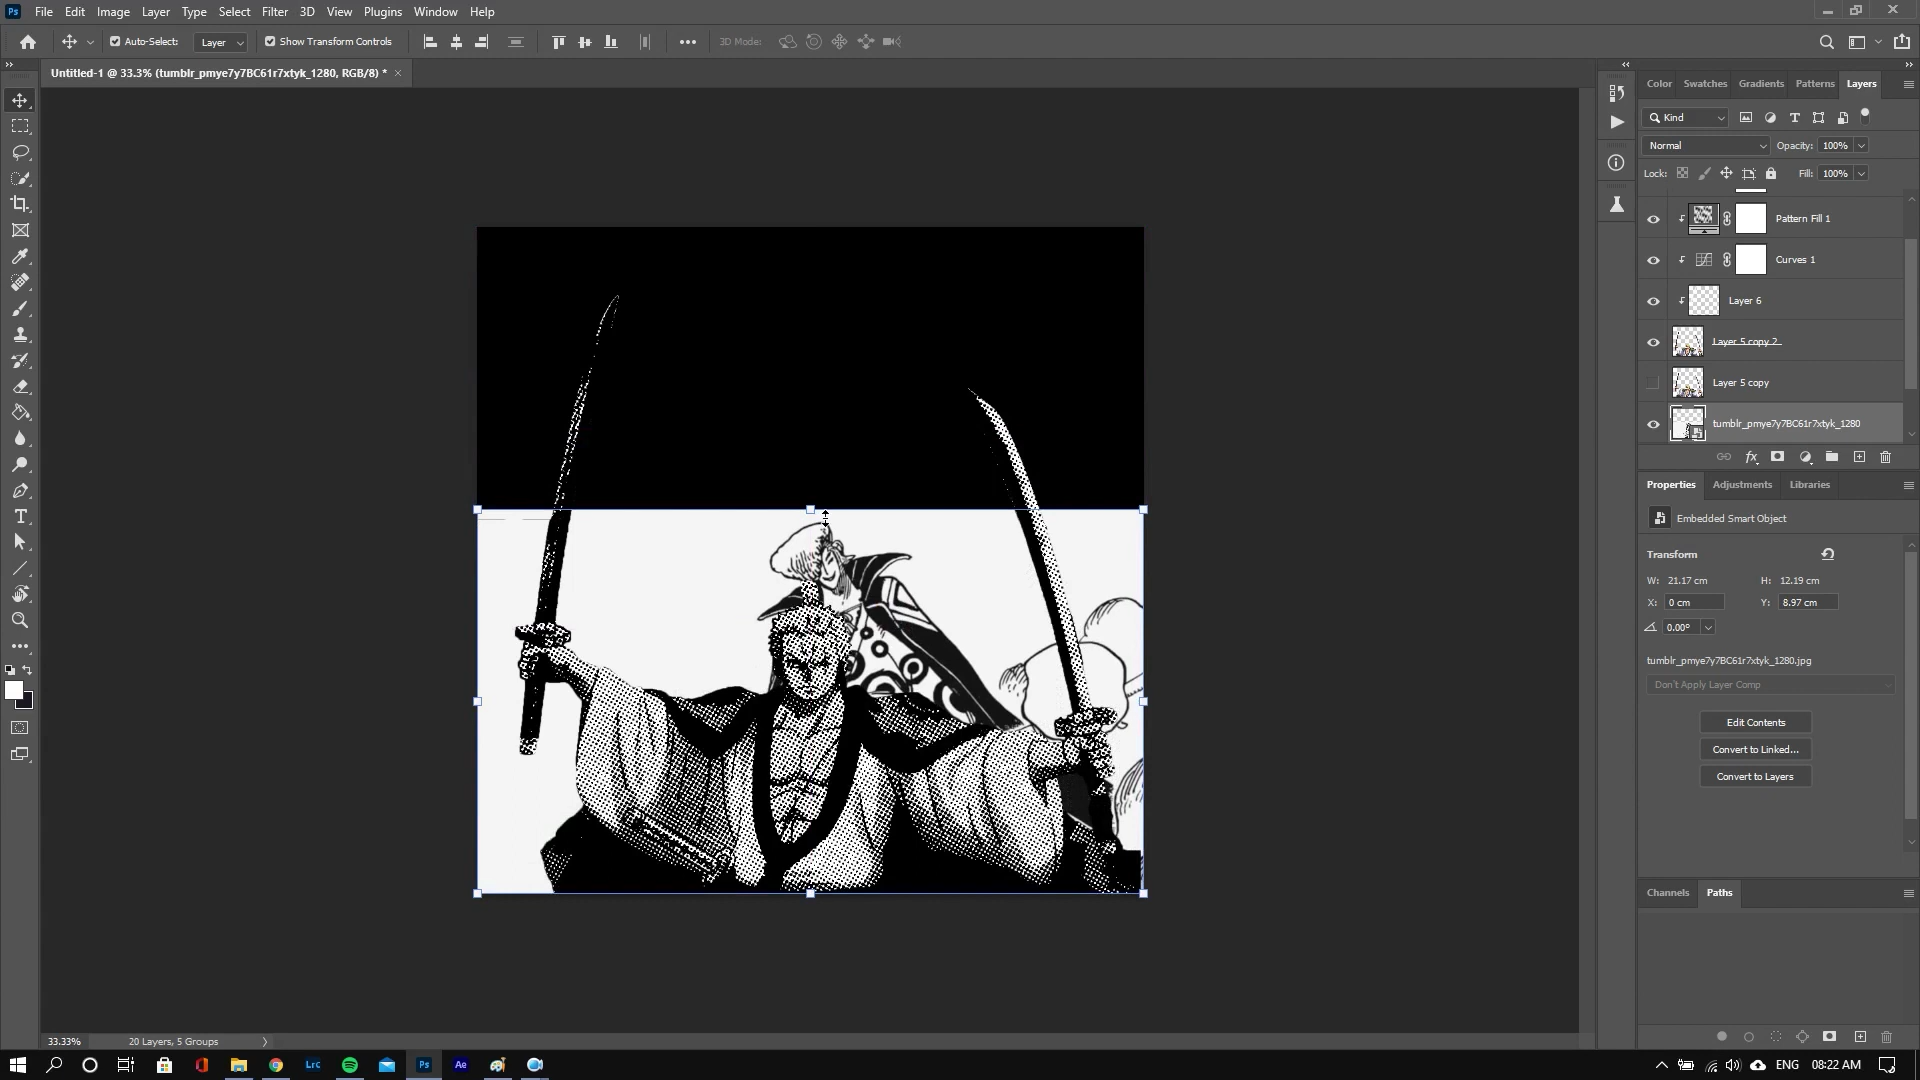 File Edit Image Layer Type Select Filter 3D View Plugins Window Help
Auto-Select: Layer Show Transform Controls 3D Mode:
Untitled-1 @ 33.3% (tumblr_pmye7y7BC61r7xtyk_1280, RGB/8) *
Color Swatches Gradients Patterns Layers
Kind
Normal Opacity: 100%
Lock: Fill: 100%
Pattern Fill 1
Curves 1
Layer 6
Layer 5 copy 2
Layer 5 copy
tumblr_pmye7y7BC61r7xtyk_1280
fx
Properties Adjustments Libraries
Embedded Smart Object
Transform
W: 21.17 cm H: 12.19 cm
X: 0 cm Y: 8.97 cm
0.00°
tumblr_pmye7y7BC61r7xtyk_1280.jpg
Don't Apply Layer Comp
Edit Contents
Convert to Linked...
Convert to Layers
Channels Paths
33.33% 20 Layers, 5 Groups
Lrc Ps Ae ENG 08:22 AM